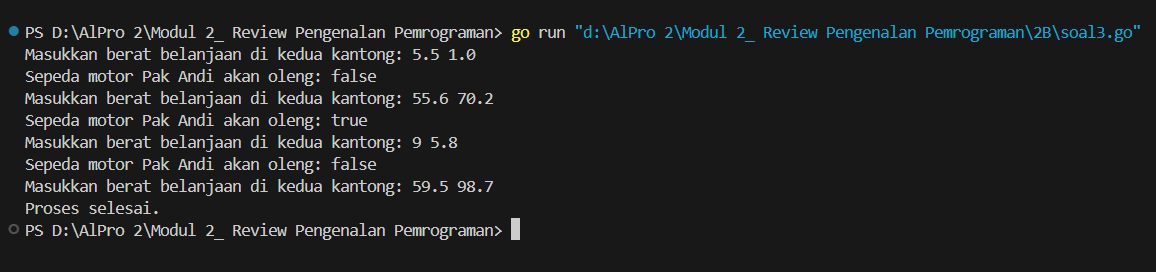 PS D:\AlPro 2\Modul 2_ Review Pengenalan Pemrograman> go run "d:\AlPro 2\Modul 2_ Review Pengenalan Pemrograman\2B\soal3.go"
Masukkan berat belanjaan di kedua kantong: 5.5 1.0
Sepeda motor Pak Andi akan oleng: false
Masukkan berat belanjaan di kedua kantong: 55.6 70.2
Sepeda motor Pak Andi akan oleng: true
Masukkan berat belanjaan di kedua kantong: 9 5.8
Sepeda motor Pak Andi akan oleng: false
Masukkan berat belanjaan di kedua kantong: 59.5 98.7
Proses selesai.
PS D:\AlPro 2\Modul 2_ Review Pengenalan Pemrograman>